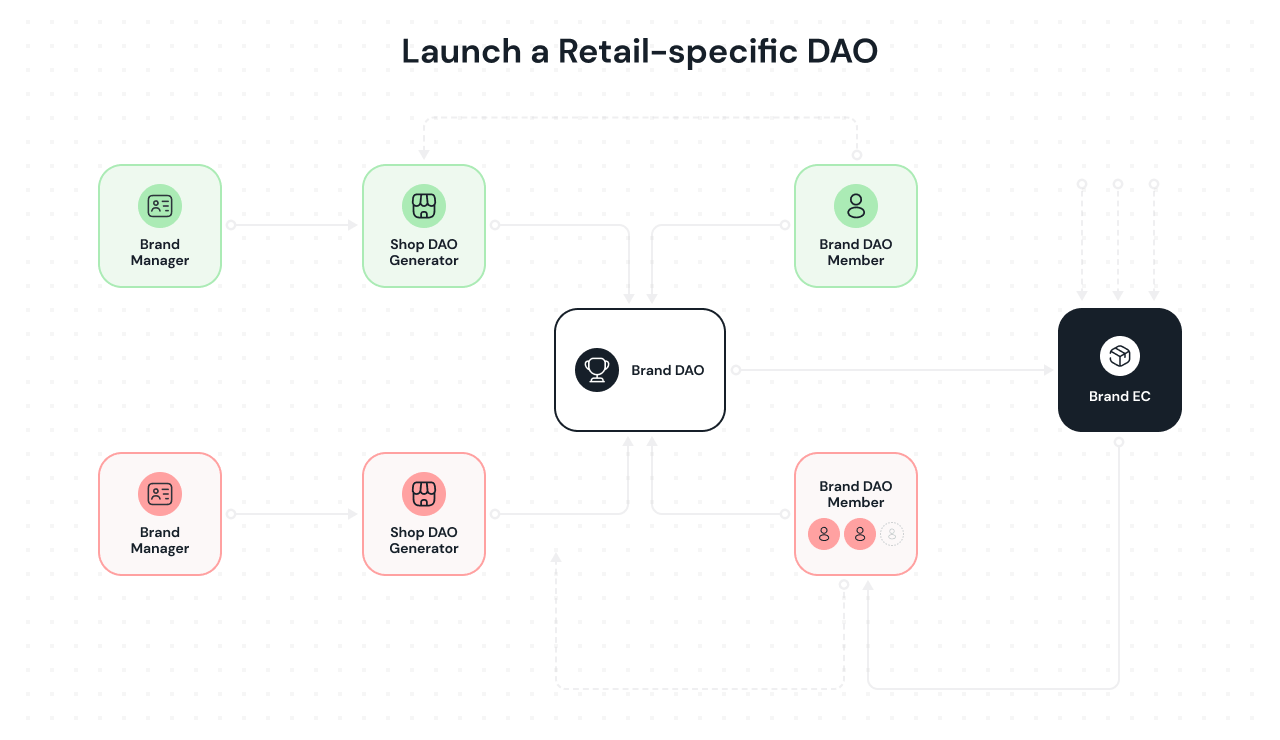 Launch a Retail-specific DAO
Brand
Manager
Shop DAO
Generator
Brand DAO
Member
Brand DAO
Brand EC
Brand
Manager
Shop DAO
Generator
Brand DAO
Member